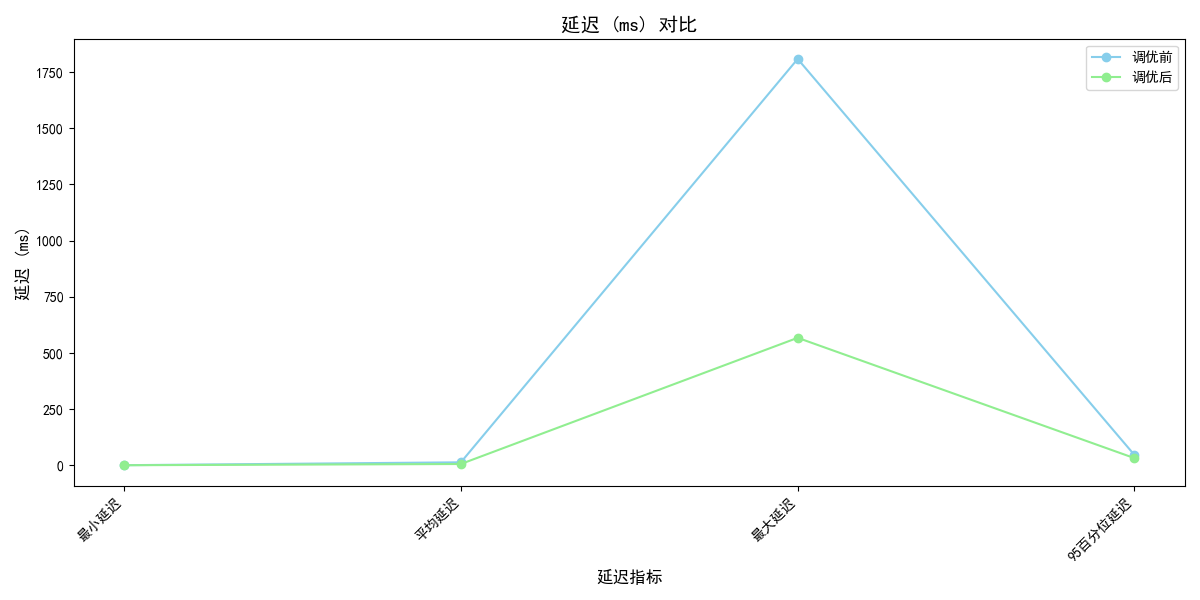 延迟 (ms) 对比
调优前
调优后
延迟 (ms)
1750
1500
1250
1000
750
500
250
0
最小延迟
平均延迟
最大延迟
95百分位延迟
延迟指标